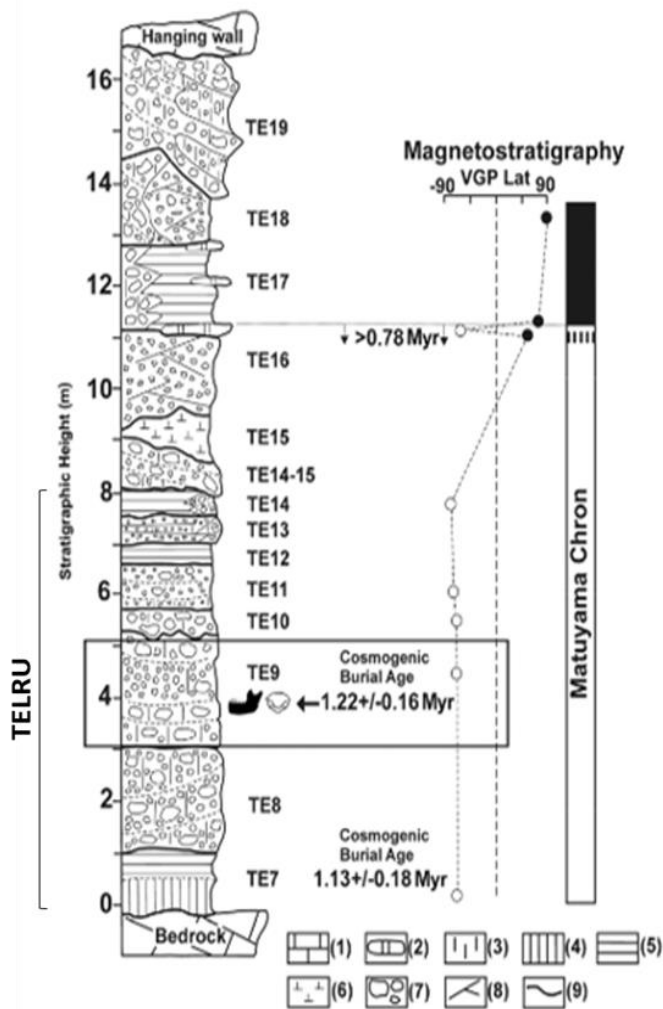 Hanging wall
16
TE19
Magnetostratigraphy
VGP Lat
-90 90
14
TE18
TE17
12
>0.78 Myr
TE16
10
TE15
TE14-15
8
TE14
TE13
TE12
6
TE11
TE10
Cosmogenic
Burial Age
TE9
1.22+/-0.16 Myr
4
TE8
2
Cosmogenic
Burial Age
TE7
1.13+/-0.18 Myr
0
Bedrock
Stratigraphic Height (m)
TELRU
Matuyama Chron
(1) (2) (3) (4) (5)
(6) (7) (8) (9)